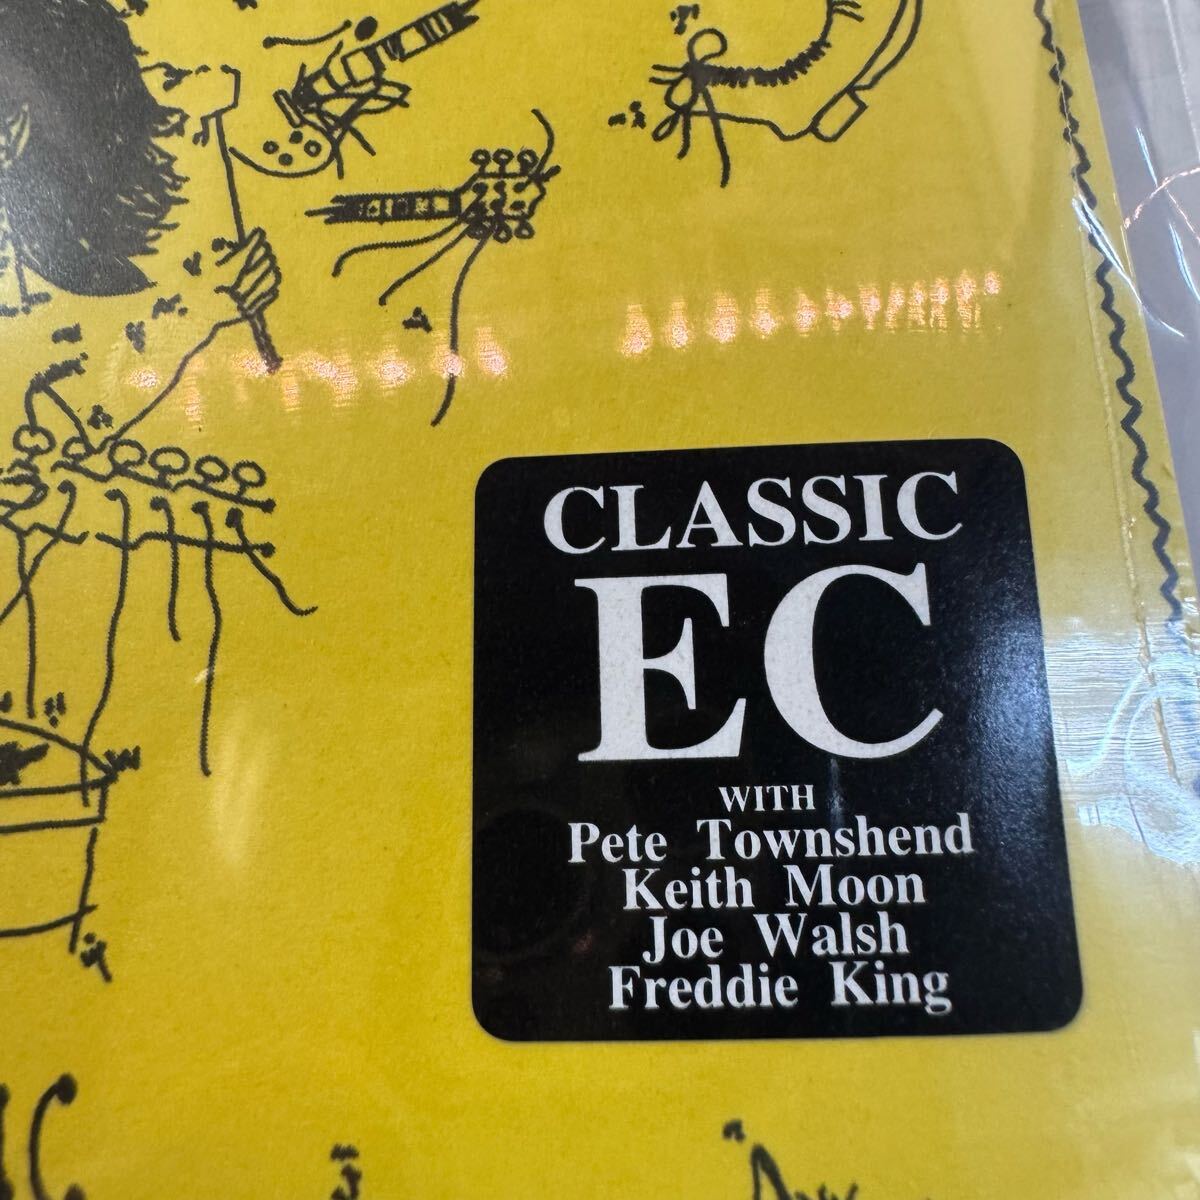 CLASSIC
EC
WITH
Pete Townshend
Keith Moon
Joe Walsh
Freddie King